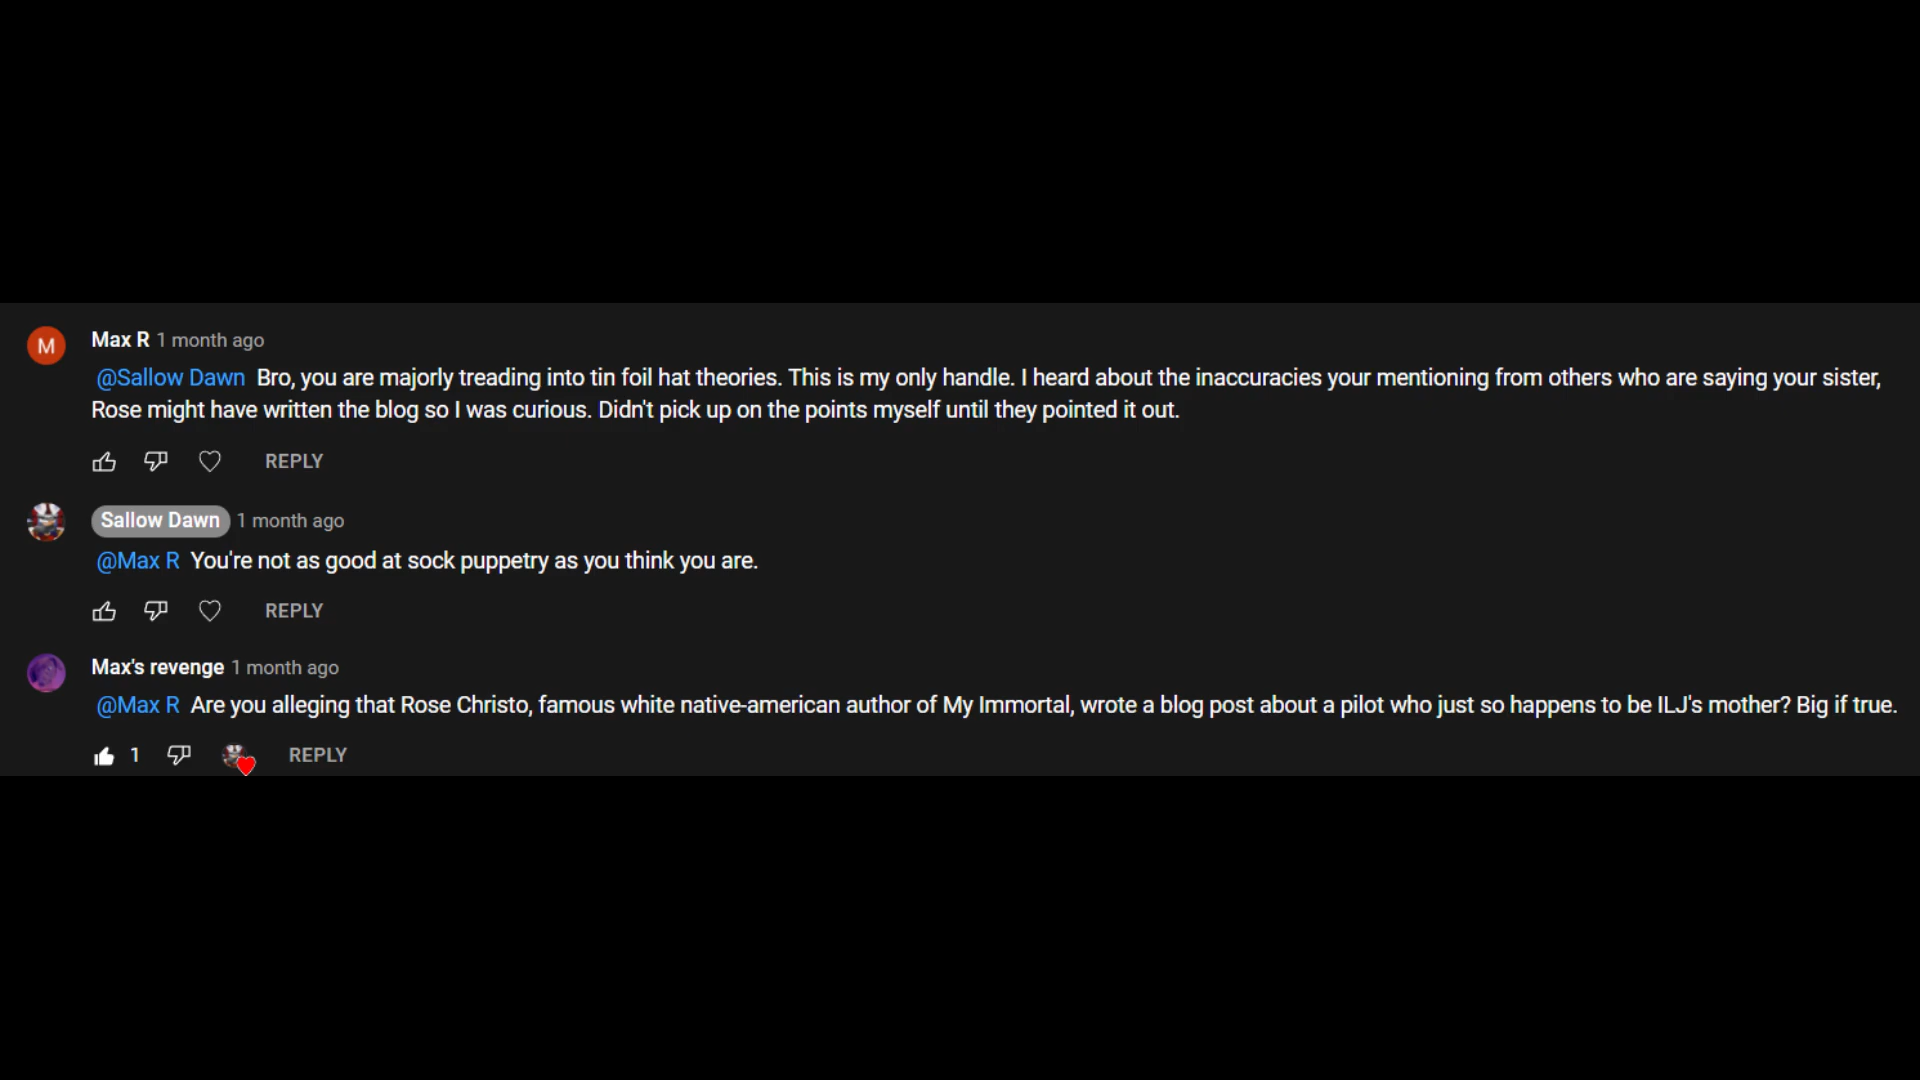 M
Max R 1 month ago
@Sallow Dawn Bro, you are majorly treading into tin foil hat theories. This is my only handle. I heard about the inaccuracies your mentioning from others who are saying your sister,
Rose might have written the blog so I was curious. Didn't pick up on the points myself until they pointed it out.
REPLY
Sallow Dawn 1 month ago
@Max R You're not as good at sock puppetry as you think you are.
REPLY
Max's revenge 1 month ago
@Max R Are you alleging that Rose Christo, famous white native-american author of My Immortal, wrote a blog post about a pilot who just so happens to be ILJ's mother? Big if true.
1 REPLY